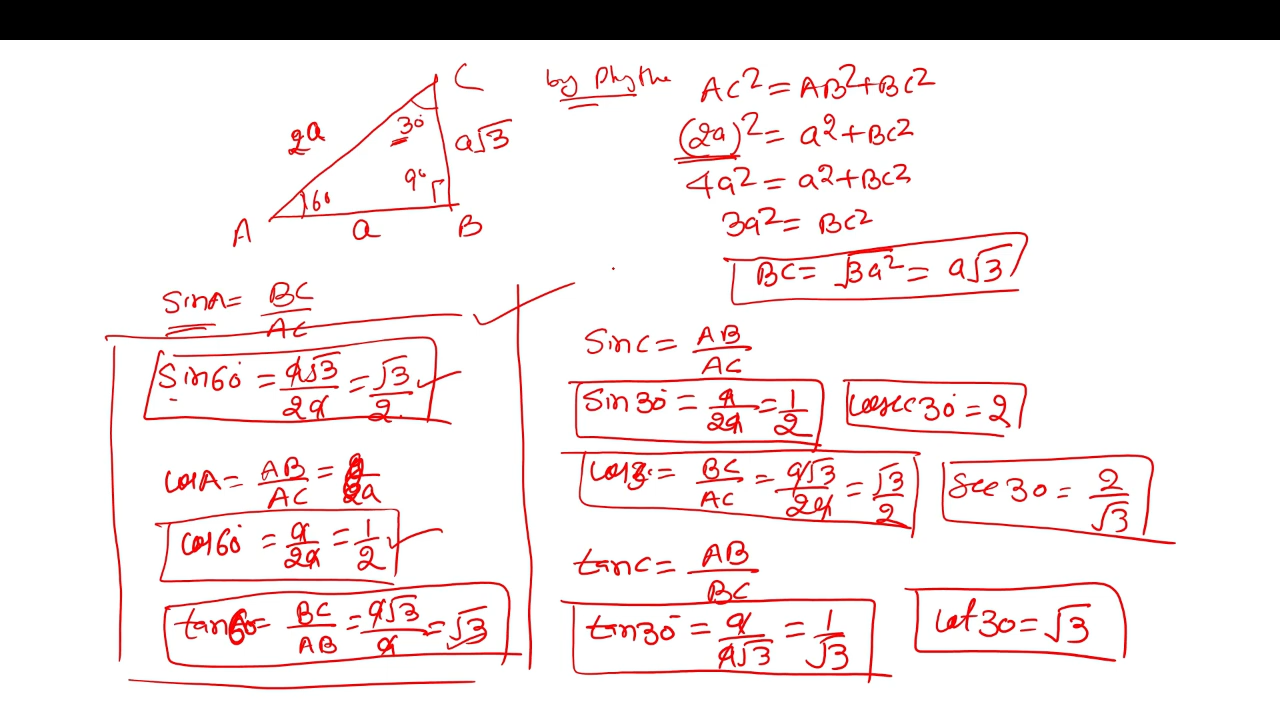 C
2a
30°
a√3
60
90
A
a
B
by Phythe
AC² = AB² + BC²
(2a)² = a² + BC²
4a² = a² + BC²
3a² = BC²
BC = √3a² = a√3
SinA = BC/AC
Sin60° = a√3/2a = √3/2
cosA = AB/AC = a/2a
cos60° = a/2a = 1/2
tan60 = BC/AB = a√3/a = √3
SinC = AB/AC
Sin30° = a/2a = 1/2
Cosec30° = 2
cos30 = BC/AC = a√3/2a = √3/2
Sec30 = 2/√3
tanC = AB/BC
tan30 = a/a√3 = 1/√3
Cot30 = √3